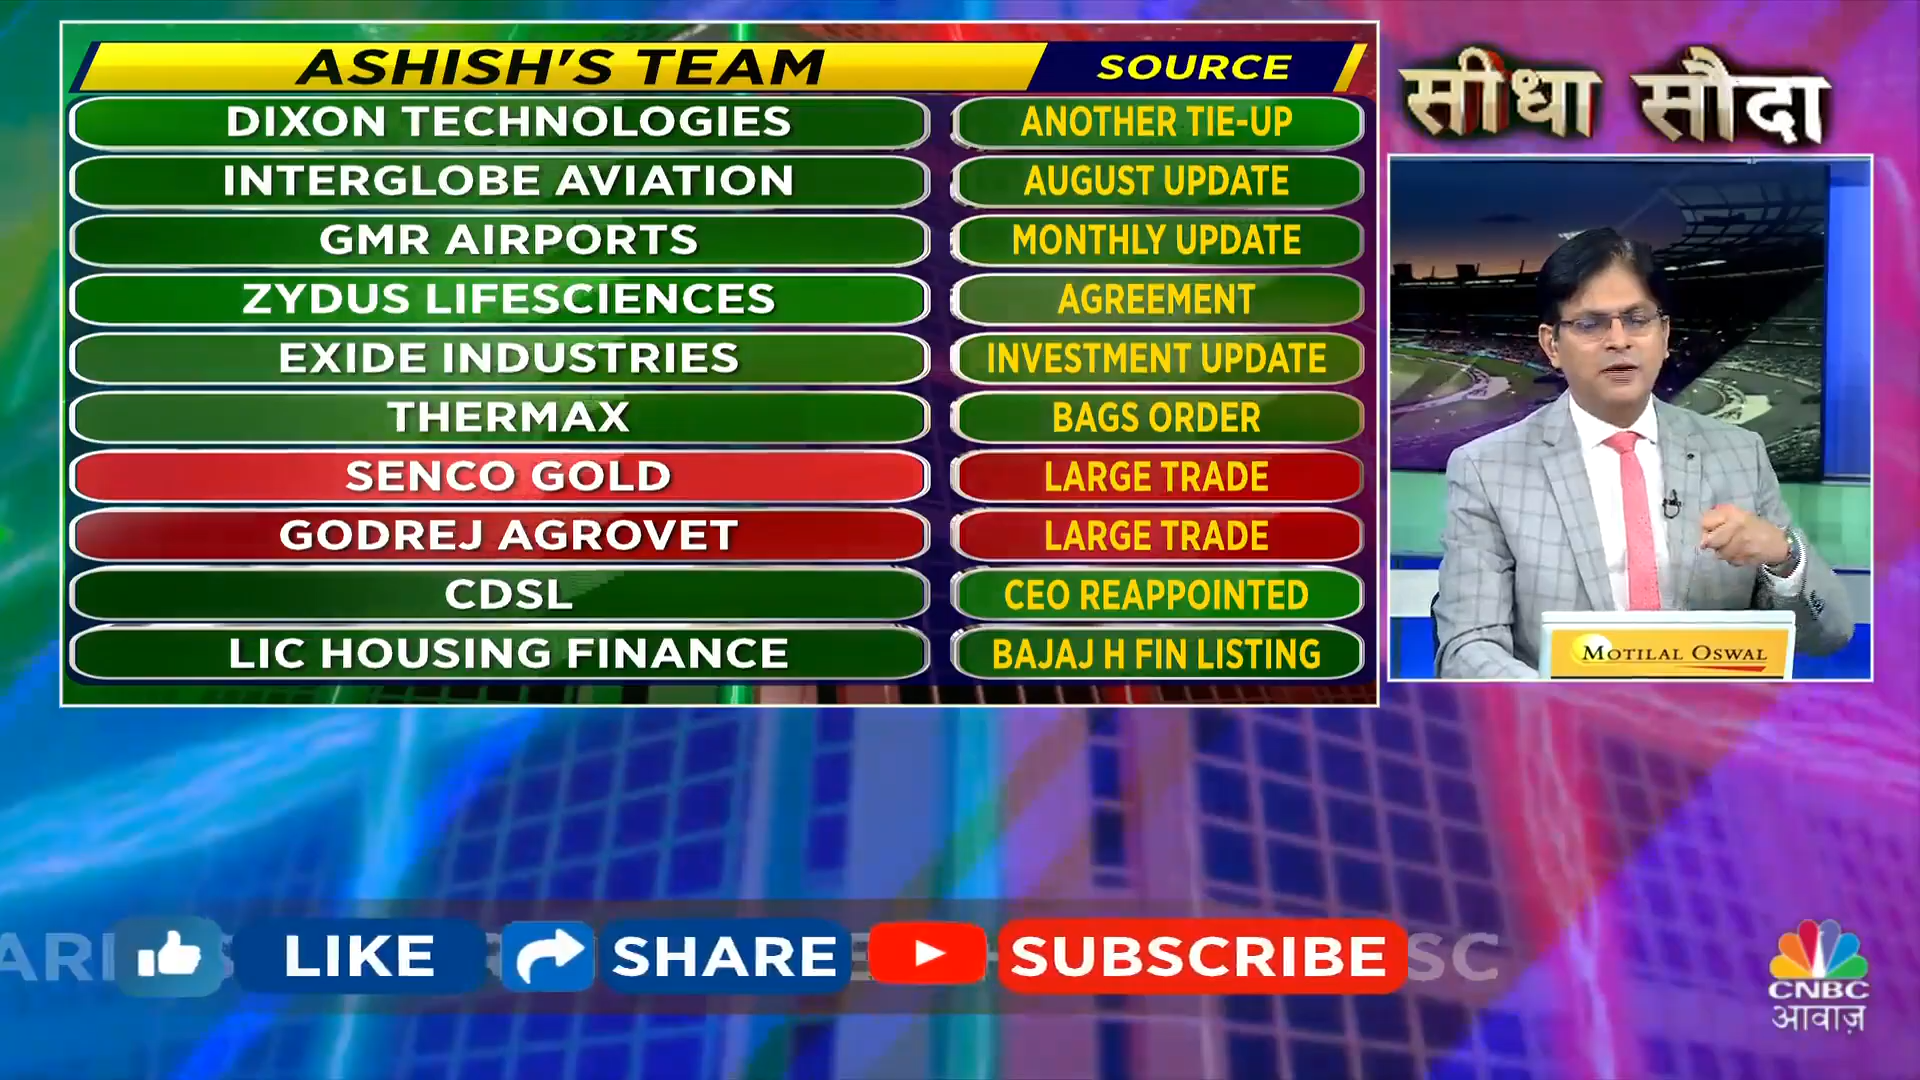 ASHISH'S TEAM SOURCE
DIXON TECHNOLOGIES ANOTHER TIE-UP
INTERGLOBE AVIATION AUGUST UPDATE
GMR AIRPORTS MONTHLY UPDATE
ZYDUS LIFESCIENCES AGREEMENT
EXIDE INDUSTRIES INVESTMENT UPDATE
THERMAX BAGS ORDER
SENCO GOLD LARGE TRADE
GODREJ AGROVET LARGE TRADE
CDSL CEO REAPPOINTED
LIC HOUSING FINANCE BAJAJ H FIN LISTING
सीधा सौदा
MOTILAL OSWAL
LIKE SHARE SUBSCRIBE
CNBC
आवाज़